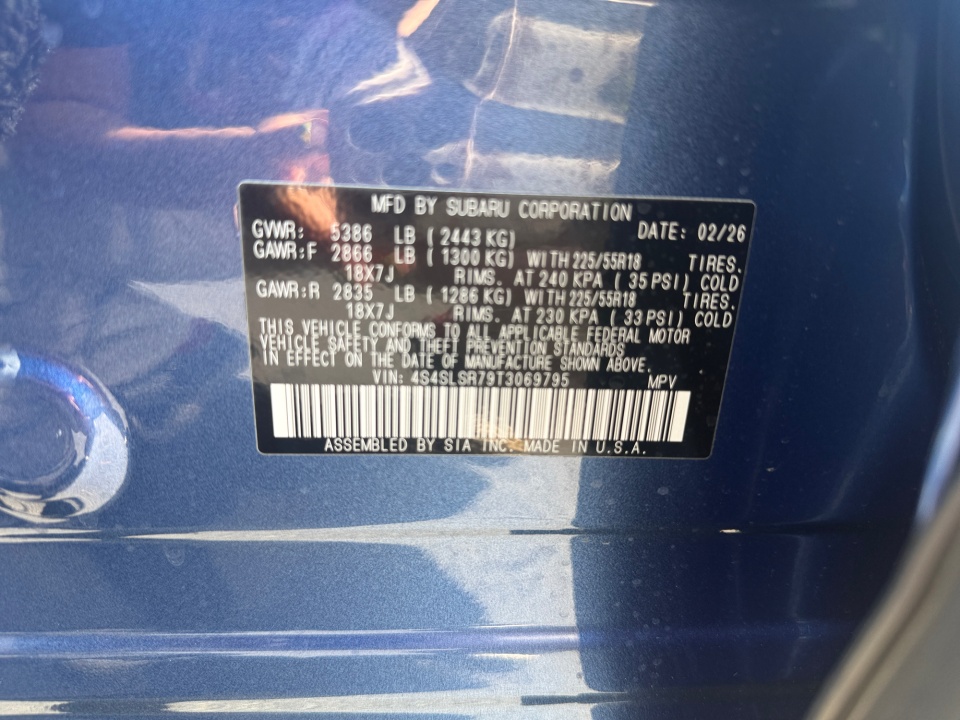 MFD BY SUBARU CORPORATION
GVWR: 5386 LB ( 2443 KG) DATE: 02/26
GAWR:F 2866 LB ( 1300 KG) WITH 225/55R18 TIRES.
18X7J RIMS. AT 240 KPA ( 35 PSI) COLD
GAWR:R 2835 LB ( 1286 KG) WITH 225/55R18 TIRES.
18X7J RIMS. AT 230 KPA ( 33 PSI) COLD
THIS VEHICLE CONFORMS TO ALL APPLICABLE FEDERAL MOTOR
VEHICLE SAFETY AND THEFT PREVENTION STANDARDS
IN EFFECT ON THE DATE OF MANUFACTURE SHOWN ABOVE.
VIN: 4S4SLSR79T3069795 MPV
ASSEMBLED BY SIA INC. MADE IN U.S.A.